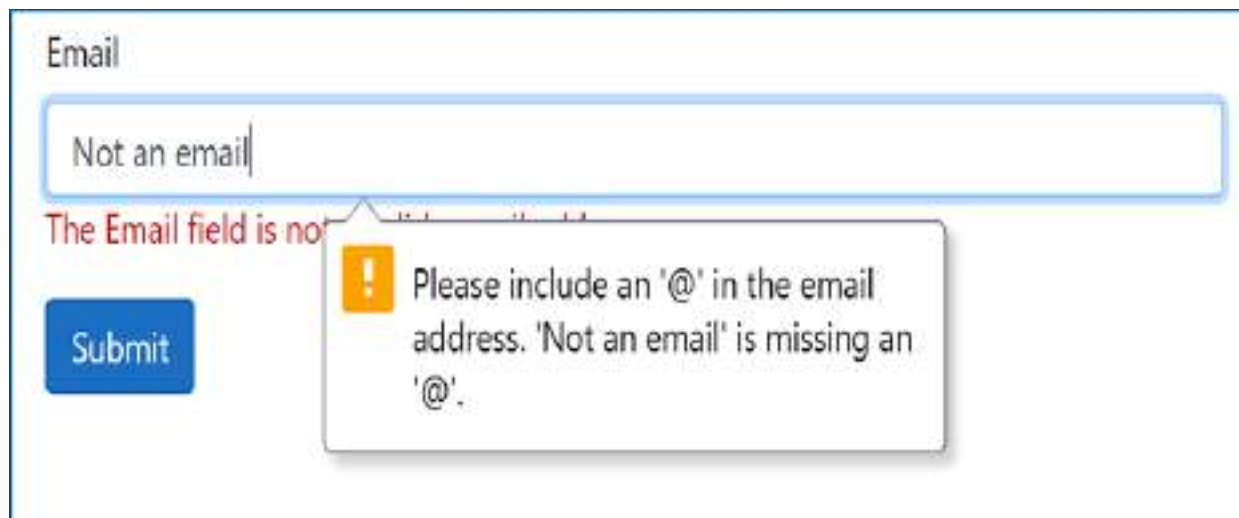 Email
Not an email
The Email field is not
Please include an '@' in the email
address. 'Not an email' is missing an
'@'.
Submit